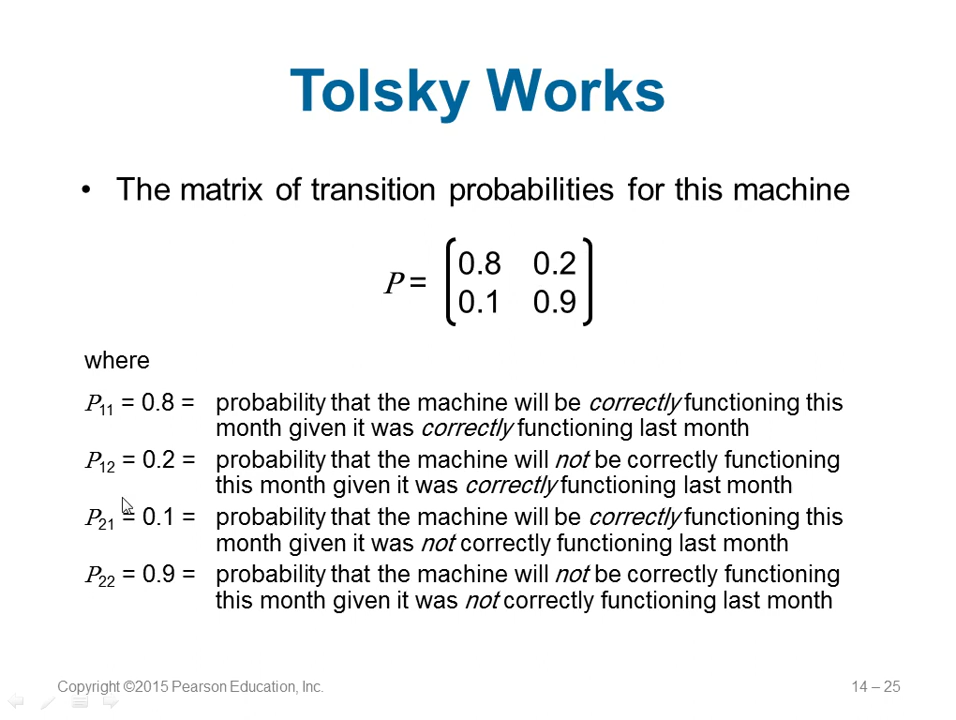 Tolsky Works
• The matrix of transition probabilities for this machine
P = 0.8 0.2
0.1 0.9
where
P11 = 0.8 = probability that the machine will be correctly functioning this
month given it was correctly functioning last month
P12 = 0.2 = probability that the machine will not be correctly functioning
this month given it was correctly functioning last month
P21 = 0.1 = probability that the machine will be correctly functioning this
month given it was not correctly functioning last month
P22 = 0.9 = probability that the machine will not be correctly functioning
this month given it was not correctly functioning last month
Copyright ©2015 Pearson Education, Inc. 14 – 25